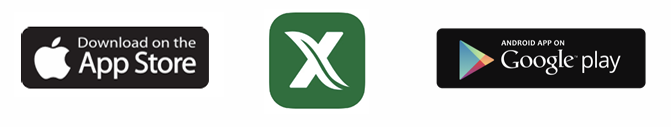 Download on the
App Store
X
ANDROID APP ON
Google play